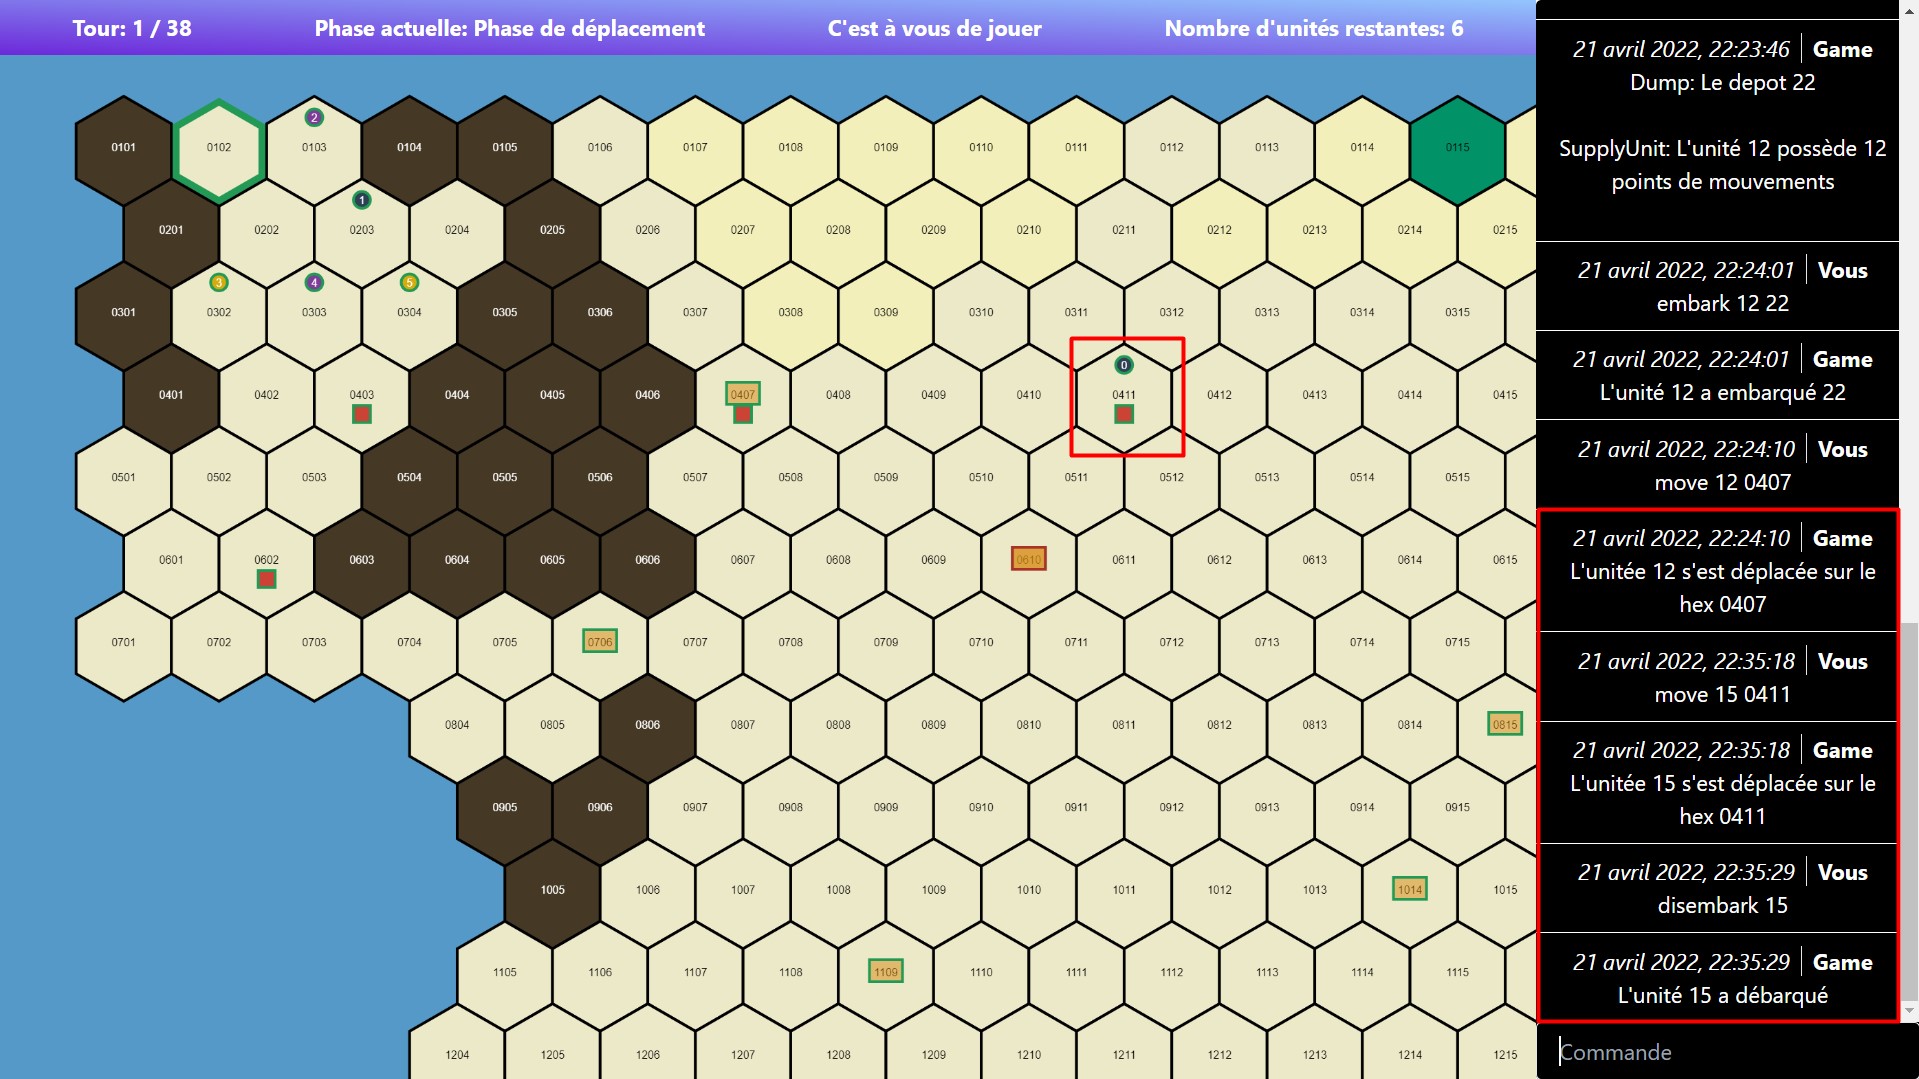 Tour: 1 / 38
Phase actuelle: Phase de déplacement
C'est à vous de jouer
Nombre d'unités restantes: 6
0101 0102 0103 0104 0105 0106 0107 0108 0109 0110 0111 0112 0113 0114 0115
2
0201 0202 0203 0204 0205 0206 0207 0208 0209 0210 0211 0212 0213 0214 0215
1
0301 0302 0303 0304 0305 0306 0307 0308 0309 0310 0311 0312 0313 0314 0315
3 4 5
0401 0402 0403 0404 0405 0406 0407 0408 0409 0410 0411 0412 0413 0414 0415
0
0501 0502 0503 0504 0505 0506 0507 0508 0509 0510 0511 0512 0513 0514 0515
0601 0602 0603 0604 0605 0606 0607 0608 0609 0610 0611 0612 0613 0614 0615
0701 0702 0703 0704 0705 0706 0707 0708 0709 0710 0711 0712 0713 0714 0715
0804 0805 0806 0807 0808 0809 0810 0811 0812 0813 0814 0815
0905 0906 0907 0908 0909 0910 0911 0912 0913 0914 0915
1005 1006 1007 1008 1009 1010 1011 1012 1013 1014 1015
1105 1106 1107 1108 1109 1110 1111 1112 1113 1114 1115
1204 1205 1206 1207 1208 1209 1210 1211 1212 1213 1214 1215
21 avril 2022, 22:23:46 Game
Dump: Le depot 22
SupplyUnit: L'unité 12 possède 12
points de mouvements
21 avril 2022, 22:24:01 Vous
embark 12 22
21 avril 2022, 22:24:01 Game
L'unité 12 a embarqué 22
21 avril 2022, 22:24:10 Vous
move 12 0407
21 avril 2022, 22:24:10 Game
L'unitée 12 s'est déplacée sur le
hex 0407
21 avril 2022, 22:35:18 Vous
move 15 0411
21 avril 2022, 22:35:18 Game
L'unitée 15 s'est déplacée sur le
hex 0411
21 avril 2022, 22:35:29 Vous
disembark 15
21 avril 2022, 22:35:29 Game
L'unité 15 a débarqué
Commande